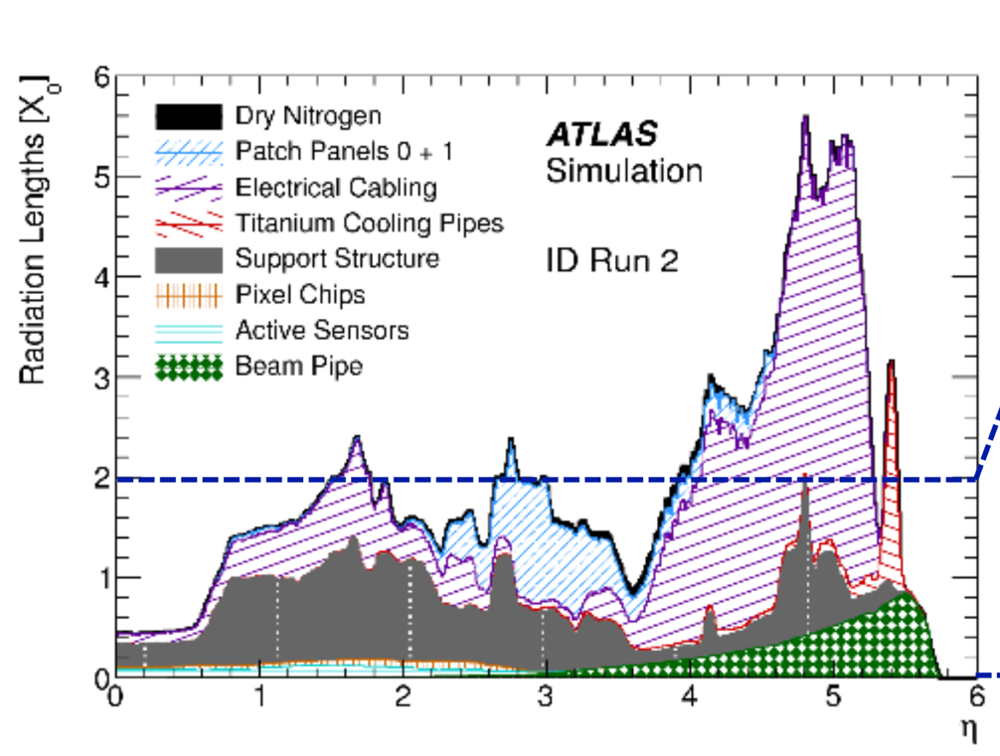 Radiation Lengths [X₀]
6
5
4
3
2
1
0
Dry Nitrogen
Patch Panels 0 + 1
Electrical Cabling
Titanium Cooling Pipes
Support Structure
Pixel Chips
Active Sensors
Beam Pipe
ATLAS
Simulation
ID Run 2
0 1 2 3 4 5 6
η